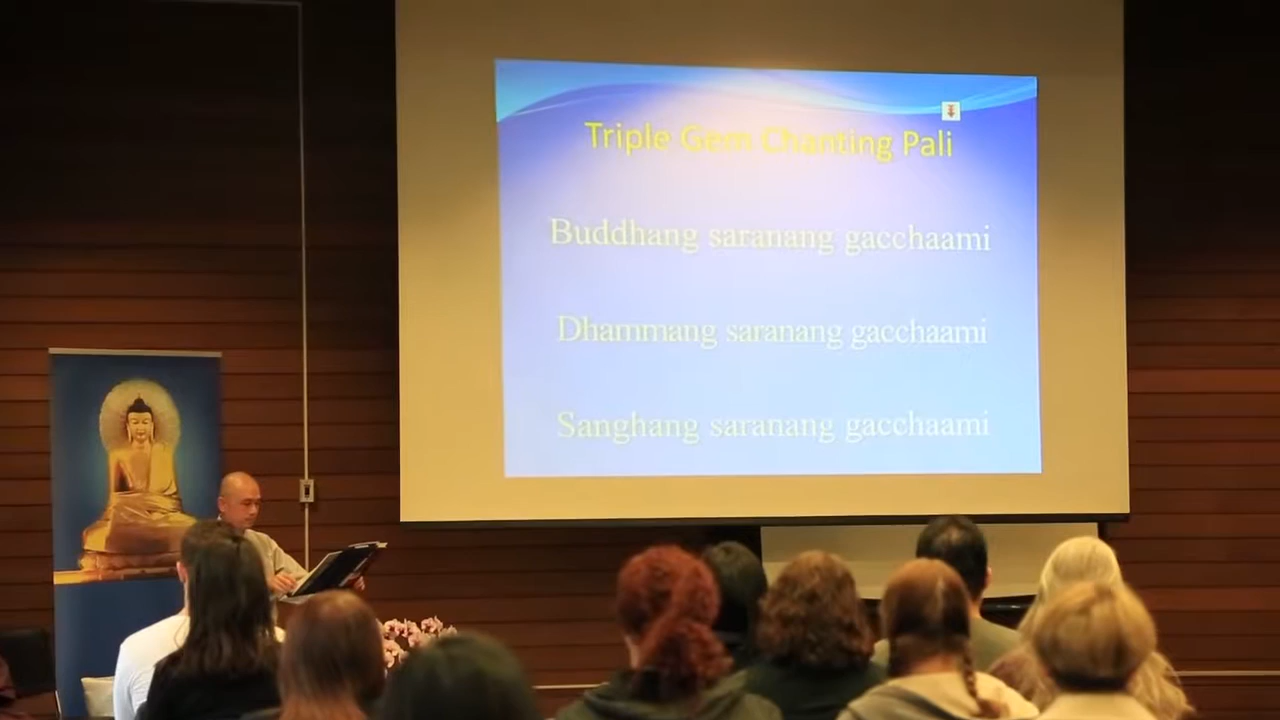 Triple Gem Chanting Pali
Buddhang saranang gacchaami
Dhammang saranang gacchaami
Sanghang saranang gacchaami